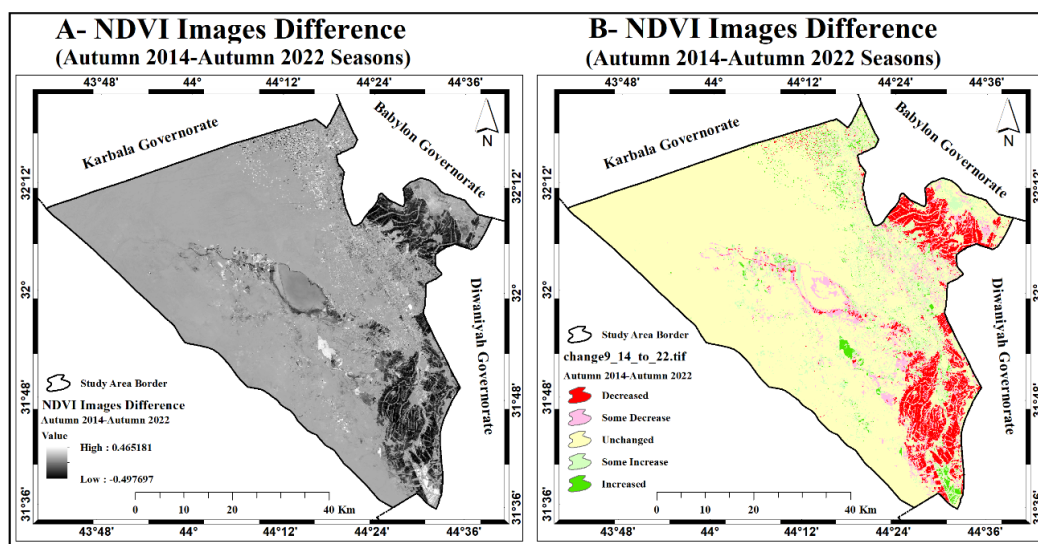 A- NDVI Images Difference
(Autumn 2014-Autumn 2022 Seasons)
43°48' 44° 44°12' 44°24' 44°36'
N
Karbala Governorate
Babylon Governorate
Diwaniyah Governorate
32°12'
32°
31°48'
31°36'
32°12'
32°
31°48'
31°36'
Study Area Border
NDVI Images Difference
Autumn 2014-Autumn 2022
Value
High : 0.465181
Low : -0.497697
0 10 20 40 Km
43°48' 44° 44°12' 44°24' 44°36'
B- NDVI Images Difference
(Autumn 2014-Autumn 2022 Seasons)
43°48' 44° 44°12' 44°24' 44°36'
N
Karbala Governorate
Babylon Governorate
Diwaniyah Governorate
32°12'
32°
31°48'
31°36'
32°12'
32°
31°48'
31°36'
Study Area Border
change9_14_to_22.tif
Autumn 2014-Autumn 2022
Decreased
Some Decrease
Unchanged
Some Increase
Increased
0 10 20 40 Km
43°48' 44° 44°12' 44°24' 44°36'